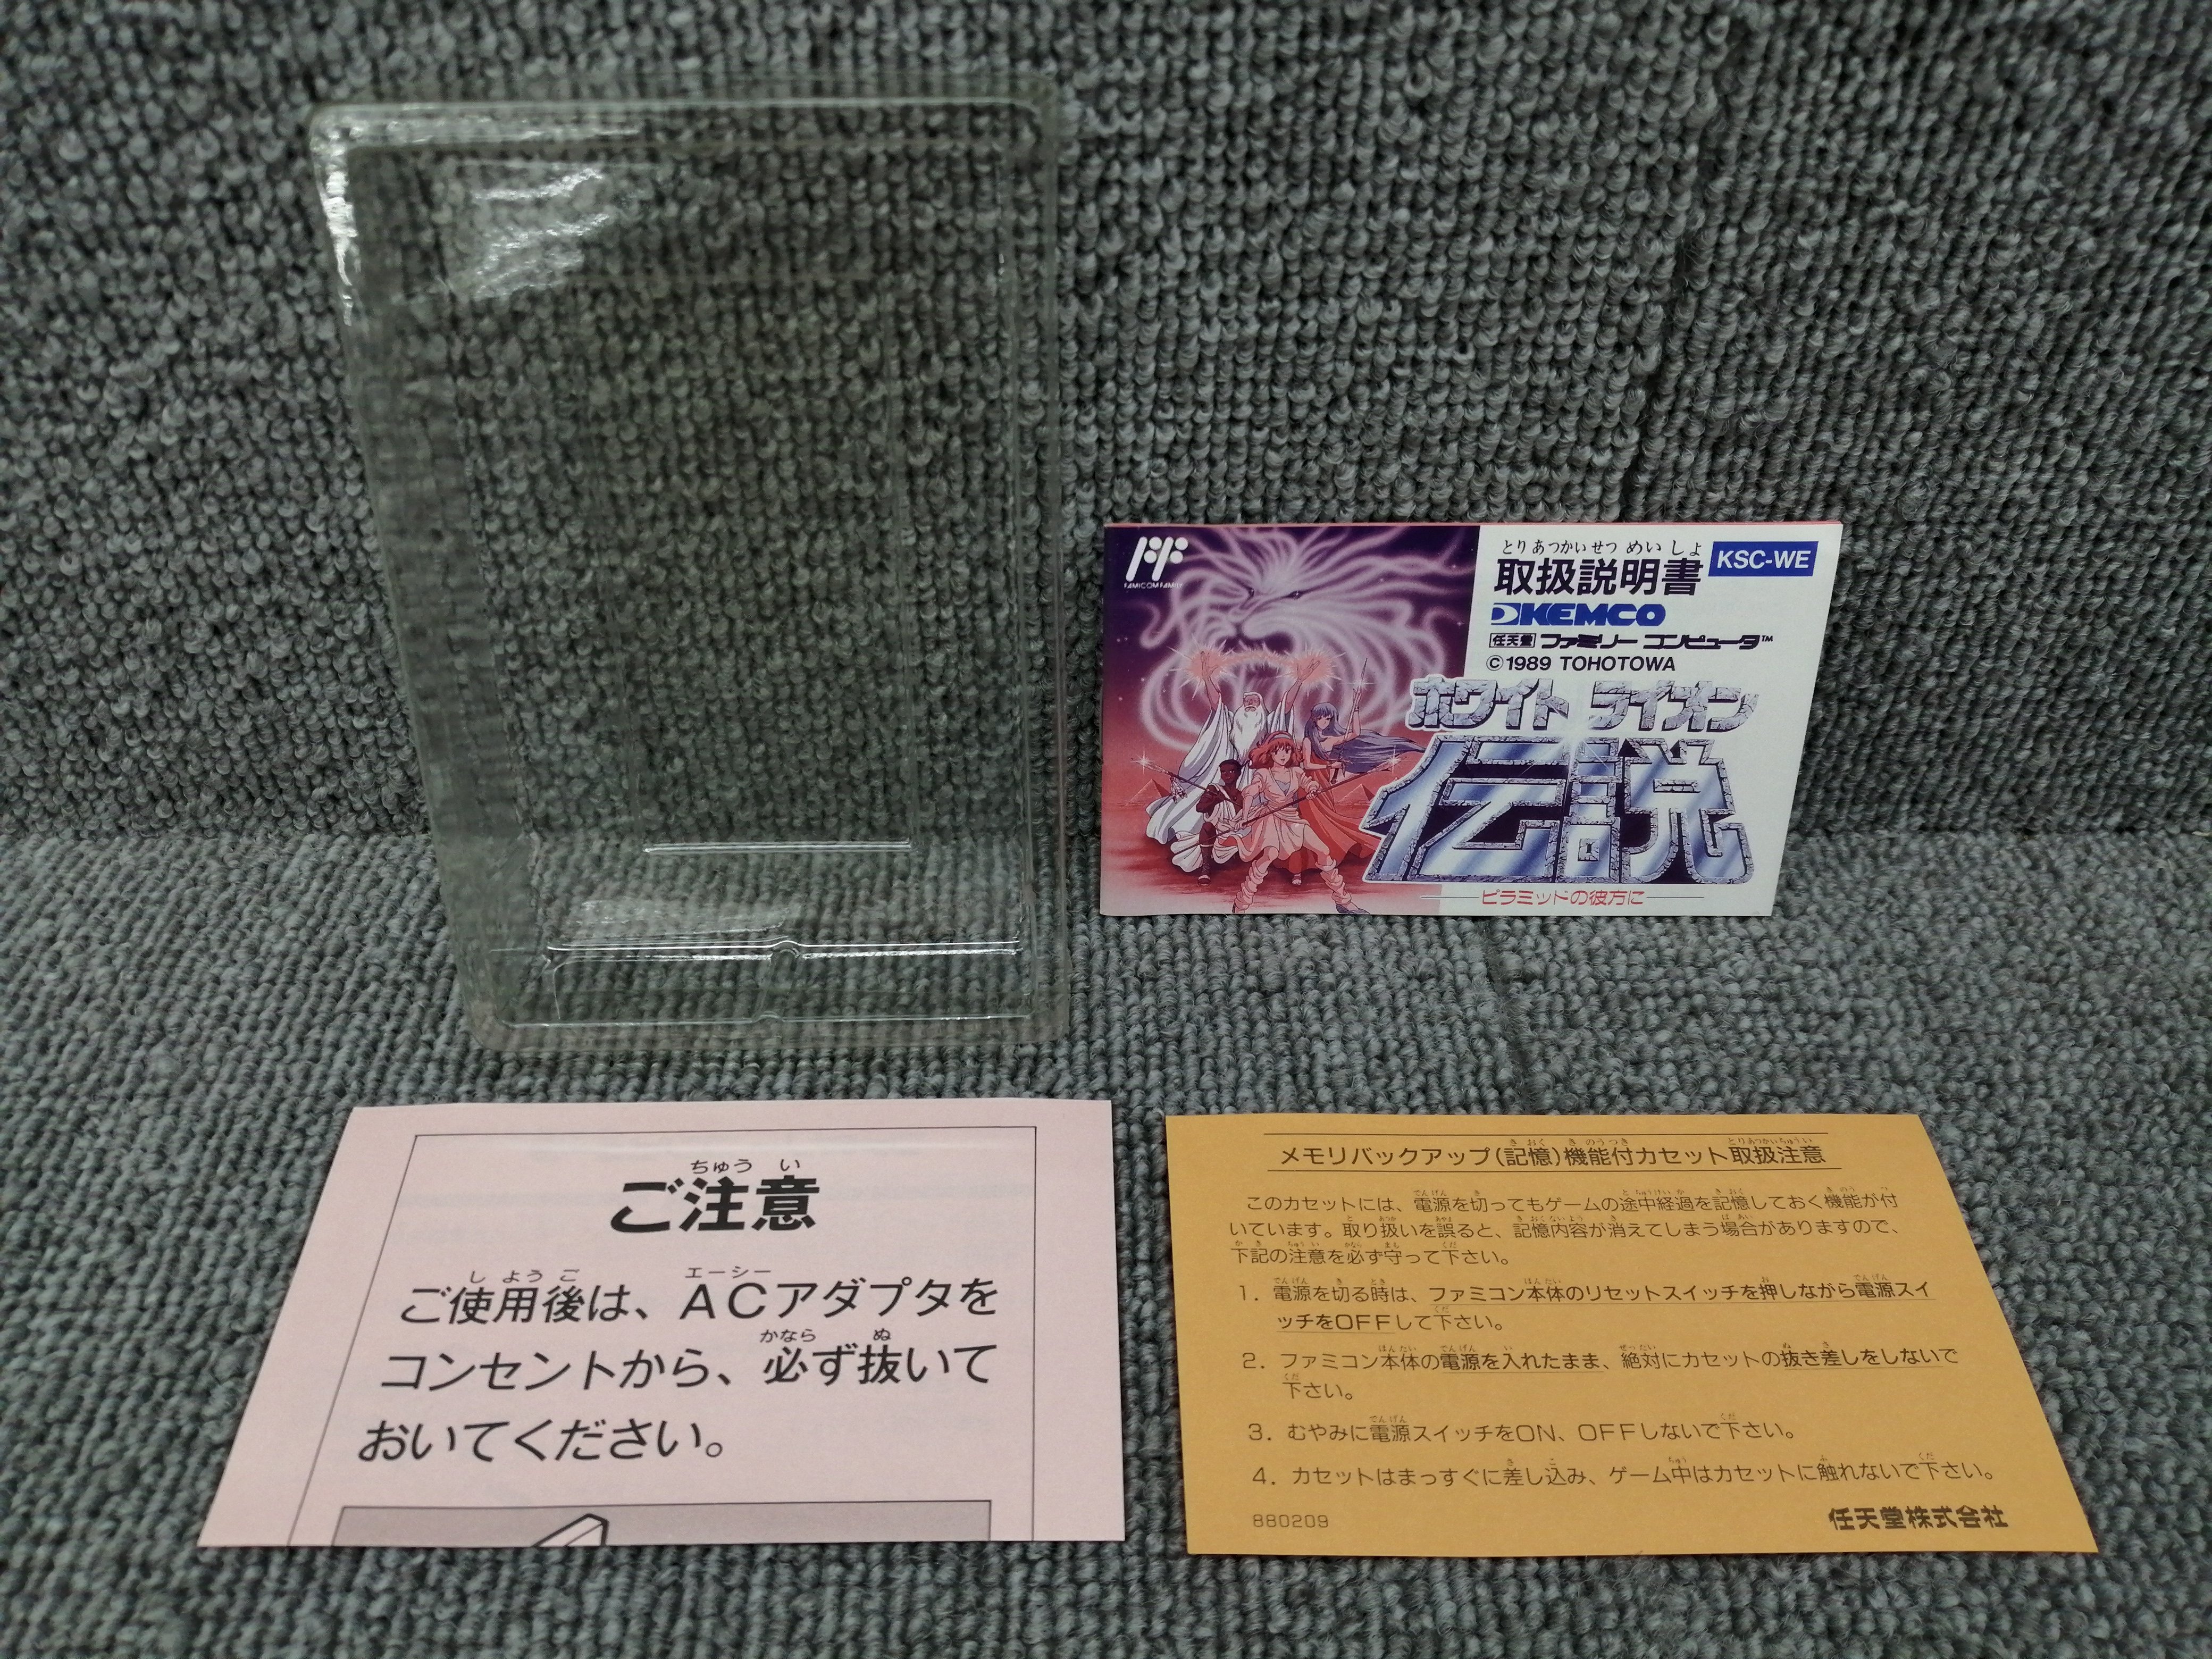 FAMICOM FAMILY
とりあつかいせつめいしょ
取扱説明書
KSC-WE
KEMCO
任天堂 ファミリーコンピュータ™
©1989 TOHOTOWA
ホワイト ライオン
伝説
ピラミッドの彼方に
ちゅうい
ご注意
しようご エーシー
ご使用後は、ACアダプタを
かなら ぬ
コンセントから、必ず抜いて
おいてください。
メモリバックアップ(記憶)機能付カセット取扱注意
このカセットには、電源を切ってもゲームの途中経過を記憶しておく機能が付
いています。取り扱いを誤ると、記憶内容が消えてしまう場合がありますので、
下記の注意を必ず守って下さい。
1. 電源を切る時は、ファミコン本体のリセットスイッチを押しながら電源スイ
ッチをOFFして下さい。
2. ファミコン本体の電源を入れたまま、絶対にカセットの抜き差しをしないで
下さい。
3. むやみに電源スイッチをON、OFFしないで下さい。
4. カセットはまっすぐに差し込み、ゲーム中はカセットに触れないで下さい。
880209
任天堂株式会社